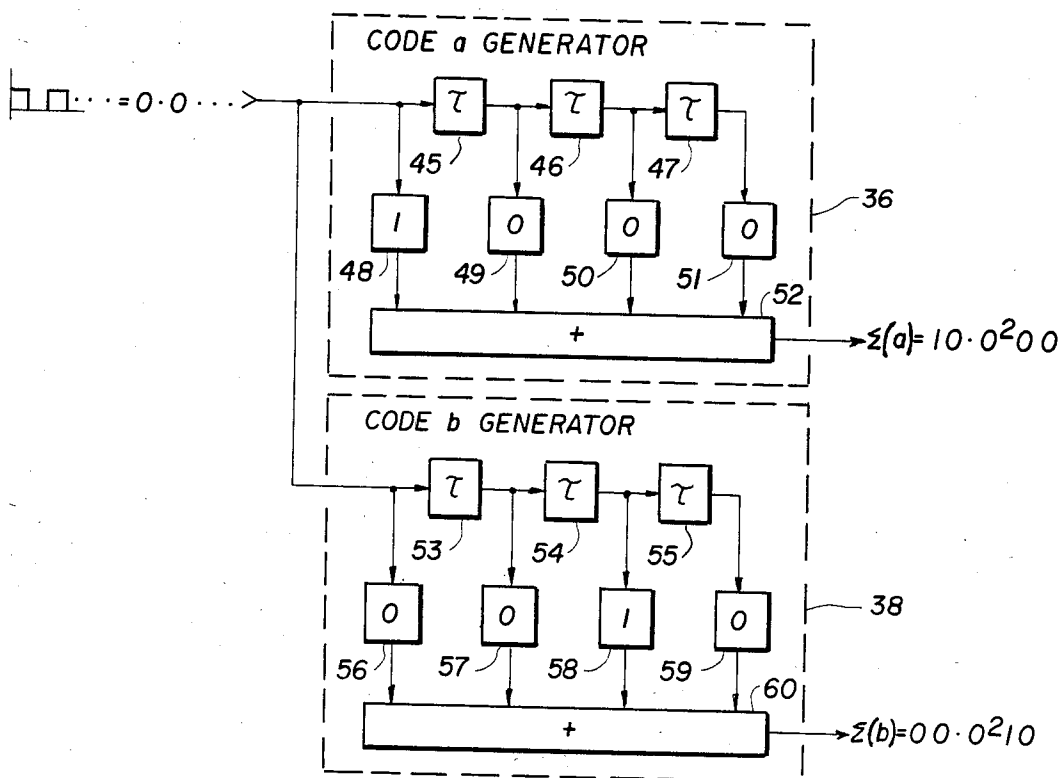 CODE a GENERATOR
···=0·0···
τ τ τ
45 46 47
1 0 0 0
36
48 49 50 51
52
+
Σ(a)=10·0²00
CODE b GENERATOR
τ τ τ
53 54 55
0 0 1 0
38
56 57 58 59
60
+
Σ(b)=00·0²10